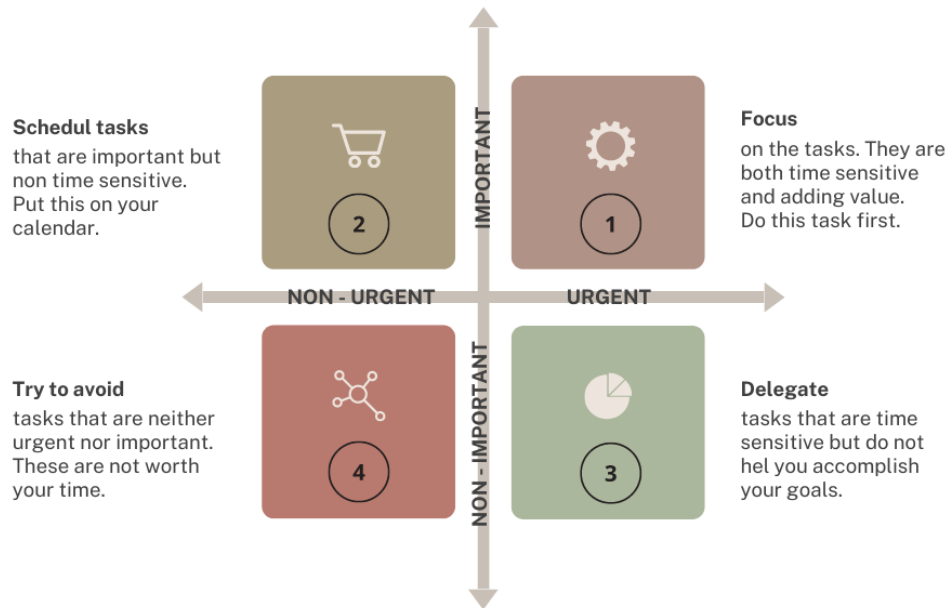 Schedul tasks
that are important but
non time sensitive.
Put this on your
calendar.
2
IMPORTANT
1
Focus
on the tasks. They are
both time sensitive
and adding value.
Do this task first.
NON - URGENT
URGENT
Try to avoid
tasks that are neither
urgent nor important.
These are not worth
your time.
4
NON - IMPORTANT
3
Delegate
tasks that are time
sensitive but do not
hel you accomplish
your goals.